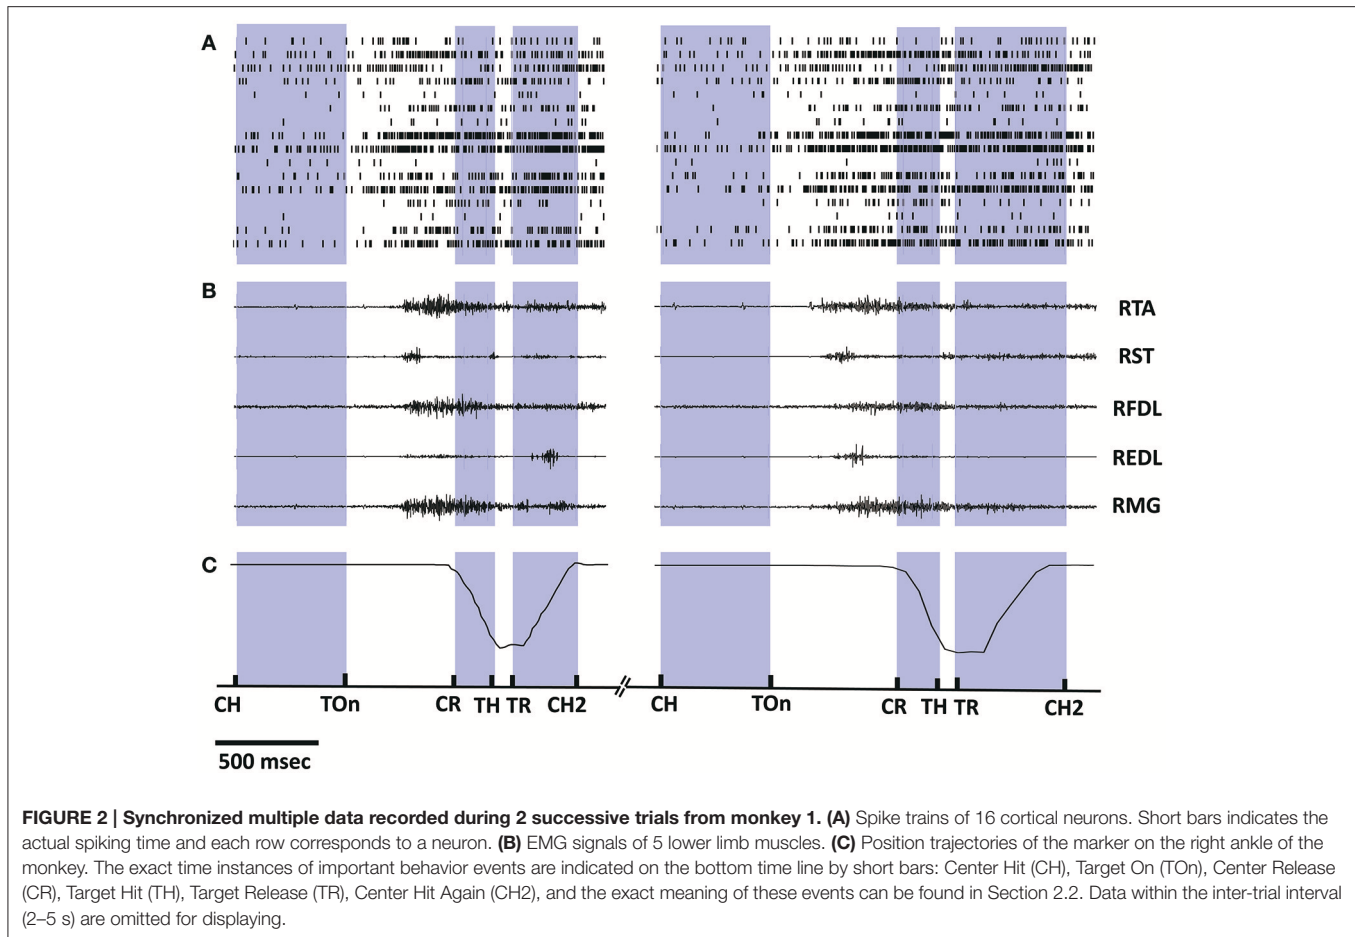 A
B
RTA
RST
RFDL
REDL
RMG
C
CH TOn CR TH TR CH2 CH TOn CR TH TR CH2
500 msec
FIGURE 2 | Synchronized multiple data recorded during 2 successive trials from monkey 1. (A) Spike trains of 16 cortical neurons. Short bars indicates the
actual spiking time and each row corresponds to a neuron. (B) EMG signals of 5 lower limb muscles. (C) Position trajectories of the marker on the right ankle of the
monkey. The exact time instances of important behavior events are indicated on the bottom time line by short bars: Center Hit (CH), Target On (TOn), Center Release
(CR), Target Hit (TH), Target Release (TR), Center Hit Again (CH2), and the exact meaning of these events can be found in Section 2.2. Data within the inter-trial interval
(2–5 s) are omitted for displaying.